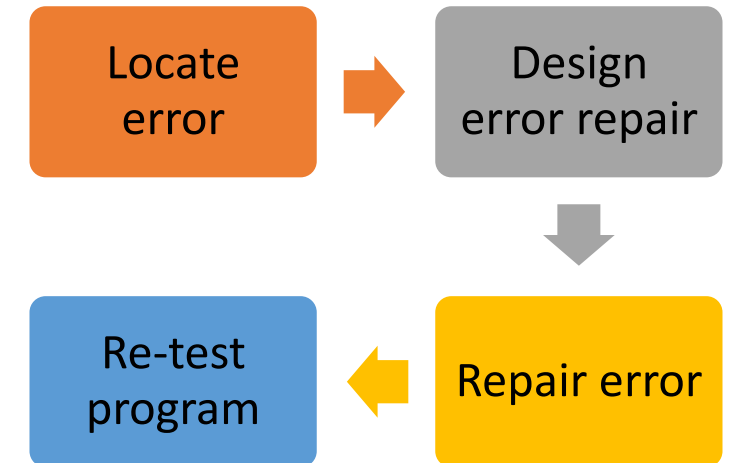 Locate
error
Design
error repair
Re-test
program
Repair error